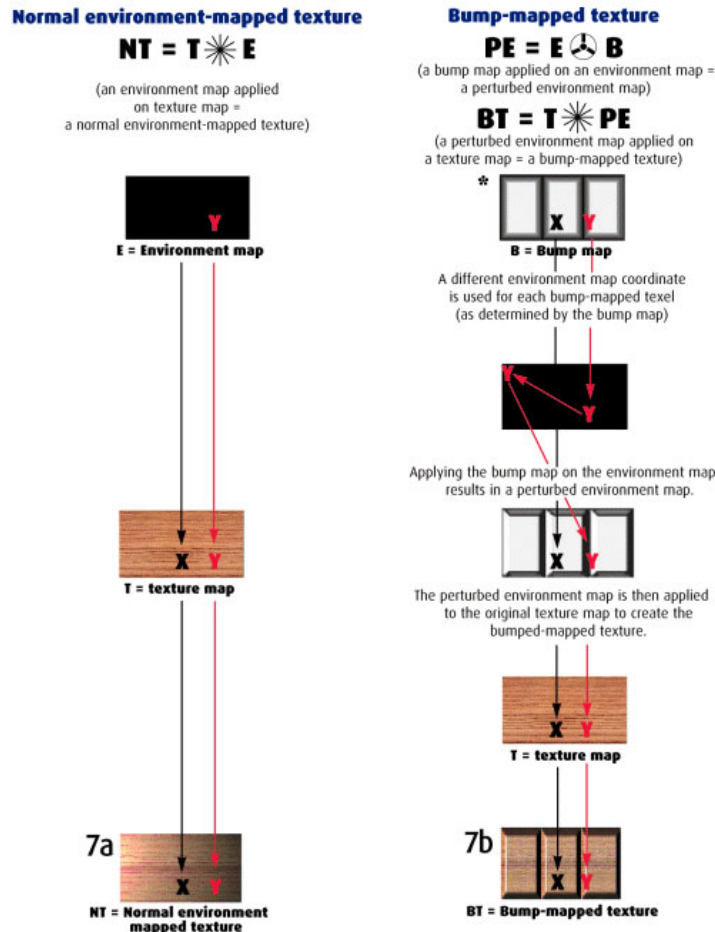 Normal environment-mapped texture
NT = T E
(an environment map applied
on texture map =
a normal environment-mapped texture)
Y
E = Environment map
X Y
T = texture map
7a
X Y
NT = Normal environment
mapped texture
Bump-mapped texture
PE = E B
(a bump map applied on an environment map =
a perturbed environment map)
BT = T PE
(a perturbed environment map applied on
a texture map = a bump-mapped texture)
*
X Y
B = Bump map
A different environment map coordinate
is used for each bump-mapped texel
(as determined by the bump map)
Y
Y
Applying the bump map on the environment map
results in a perturbed environment map.
X Y
The perturbed environment map is then applied
to the original texture map to create the
bumped-mapped texture.
X Y
T = texture map
7b
X Y
BT = Bump-mapped texture